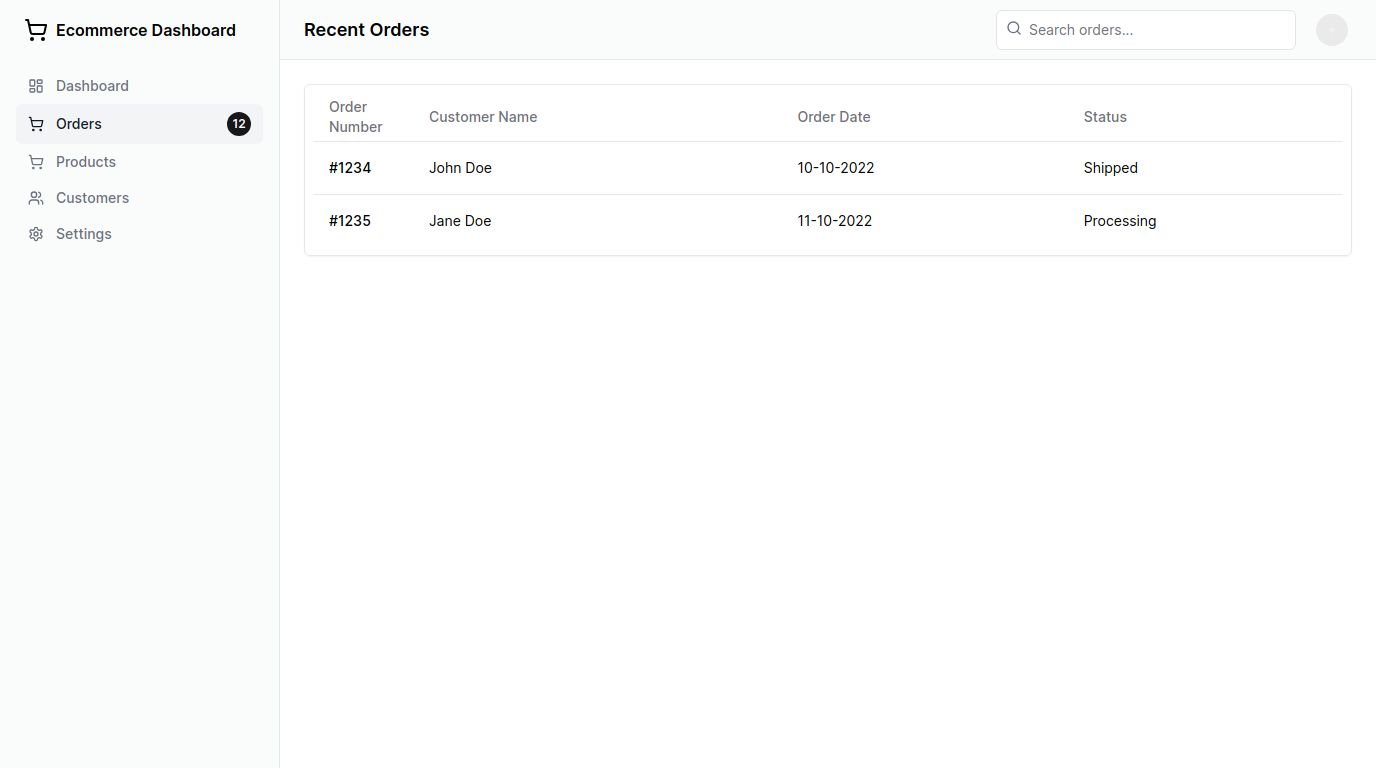 Ecommerce Dashboard
Dashboard
Orders 12
Products
Customers
Settings
Recent Orders
Search orders...
Order Number Customer Name Order Date Status
#1234 John Doe 10-10-2022 Shipped
#1235 Jane Doe 11-10-2022 Processing